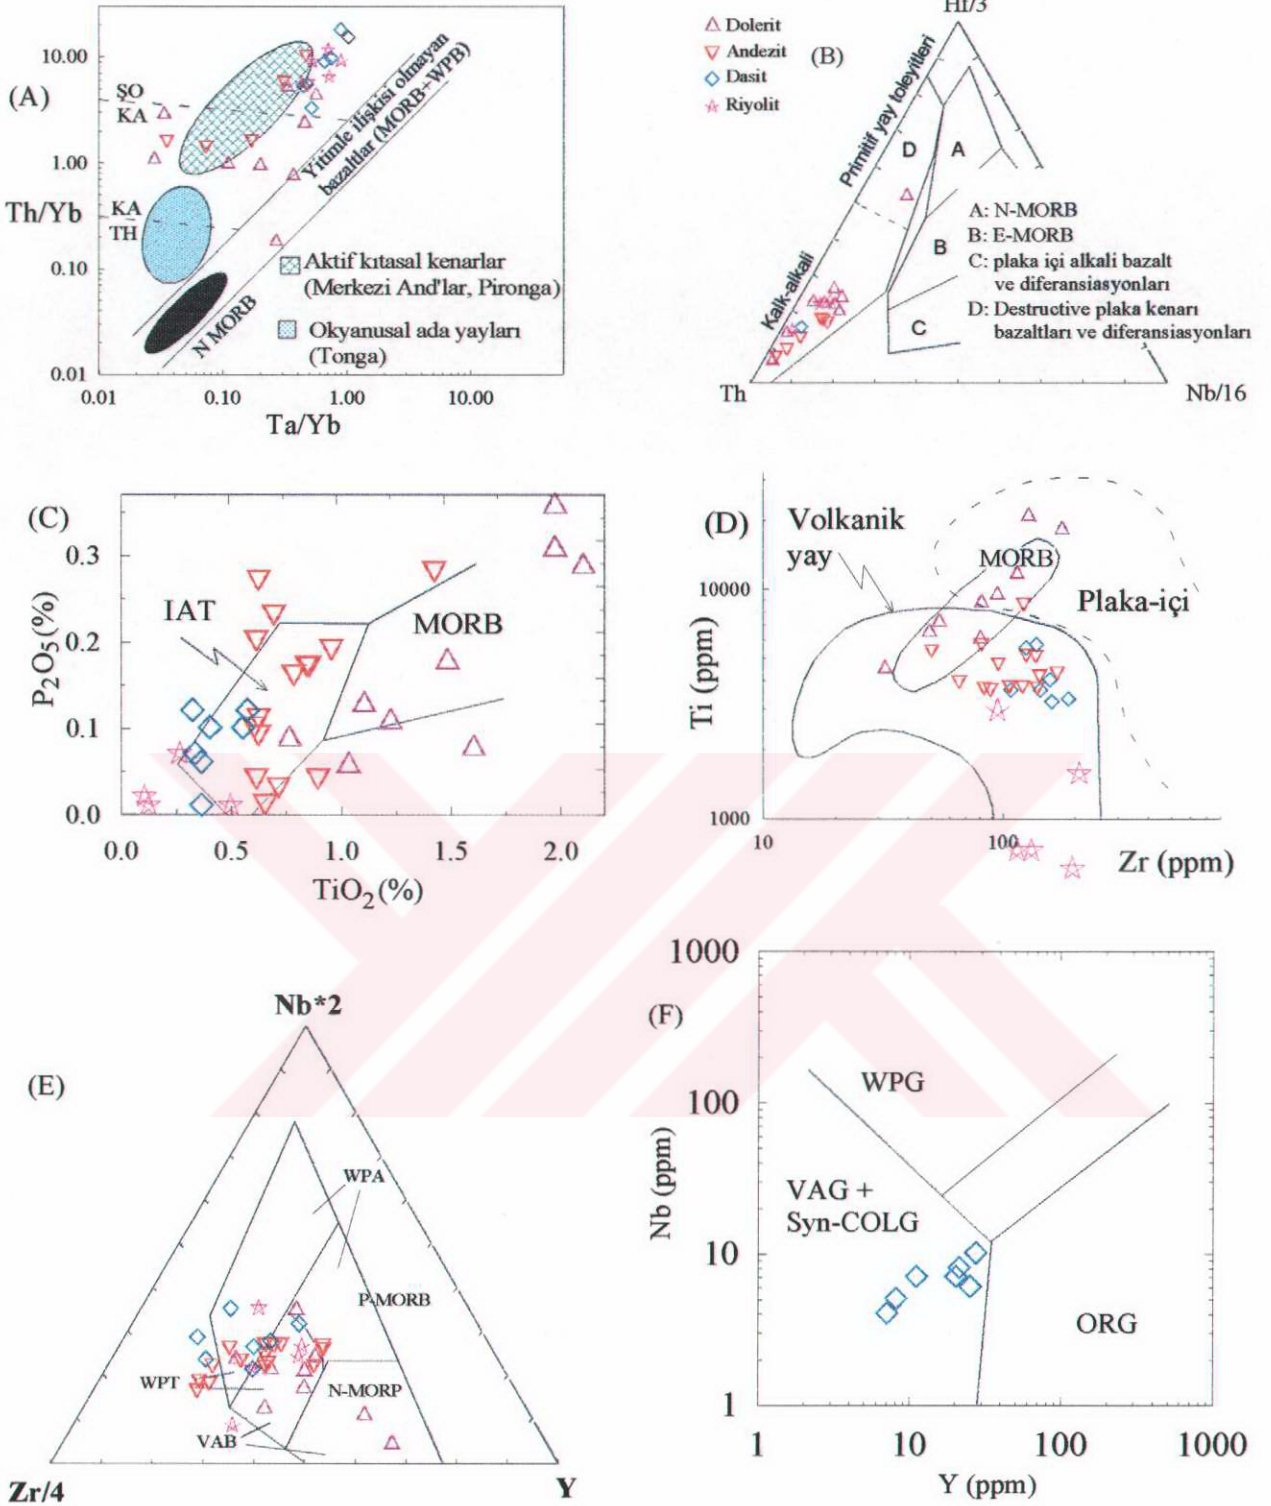 (A)
10.00
1.00
0.10
0.01
Th/Yb
ŞO
KA
KA
TH
Yitimle ilişkisi olmayan
bazaltlar (MORB+WPB)
N MORB
Aktif kıtasal kenarlar
(Merkezi And'lar, Pironga)
Okyanusal ada yayları
(Tonga)
0.01
0.10
1.00
10.00
Ta/Yb
Dolerit
Andezit
Dasit
Riyolit
(B)
Hf/3
Primitif yay toleyitleri
Kalk-alkali
D
A
B
C
A: N-MORB
B: E-MORB
C: plaka içi alkali bazalt
ve diferansiasyonları
D: Destructive plaka kenarı
bazaltları ve diferansiasyonları
Th
Nb/16
(C)
0.3
0.2
0.1
0.0
P2O5(%)
IAT
MORB
0.0
0.5
1.0
1.5
2.0
TiO2(%)
(D)
Volkanik
yay
MORB
Plaka-içi
10000
1000
Ti (ppm)
10
100
Zr (ppm)
(E)
Nb*2
WPA
P-MORB
WPT
N-MORP
VAB
Zr/4
Y
(F)
1000
100
10
1
Nb (ppm)
WPG
VAG +
Syn-COLG
ORG
1
10
100
1000
Y (ppm)